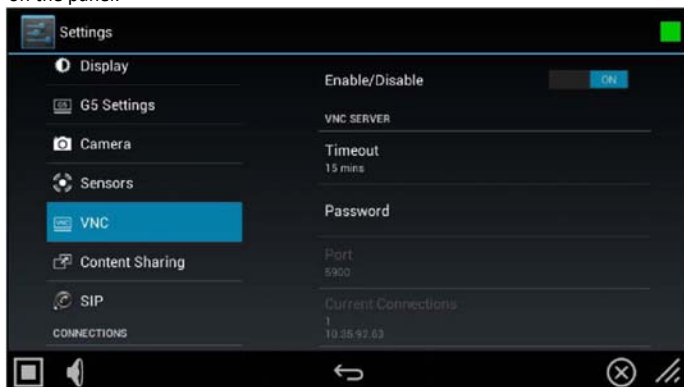 on the panel.
Settings
Display
G5 Settings
Camera
Sensors
VNC
VNC
Content Sharing
SIP
CONNECTIONS
Enable/Disable
ON
VNC SERVER
Timeout
15 mins
Password
Port
5900
Current Connections
1
10.35.92.63